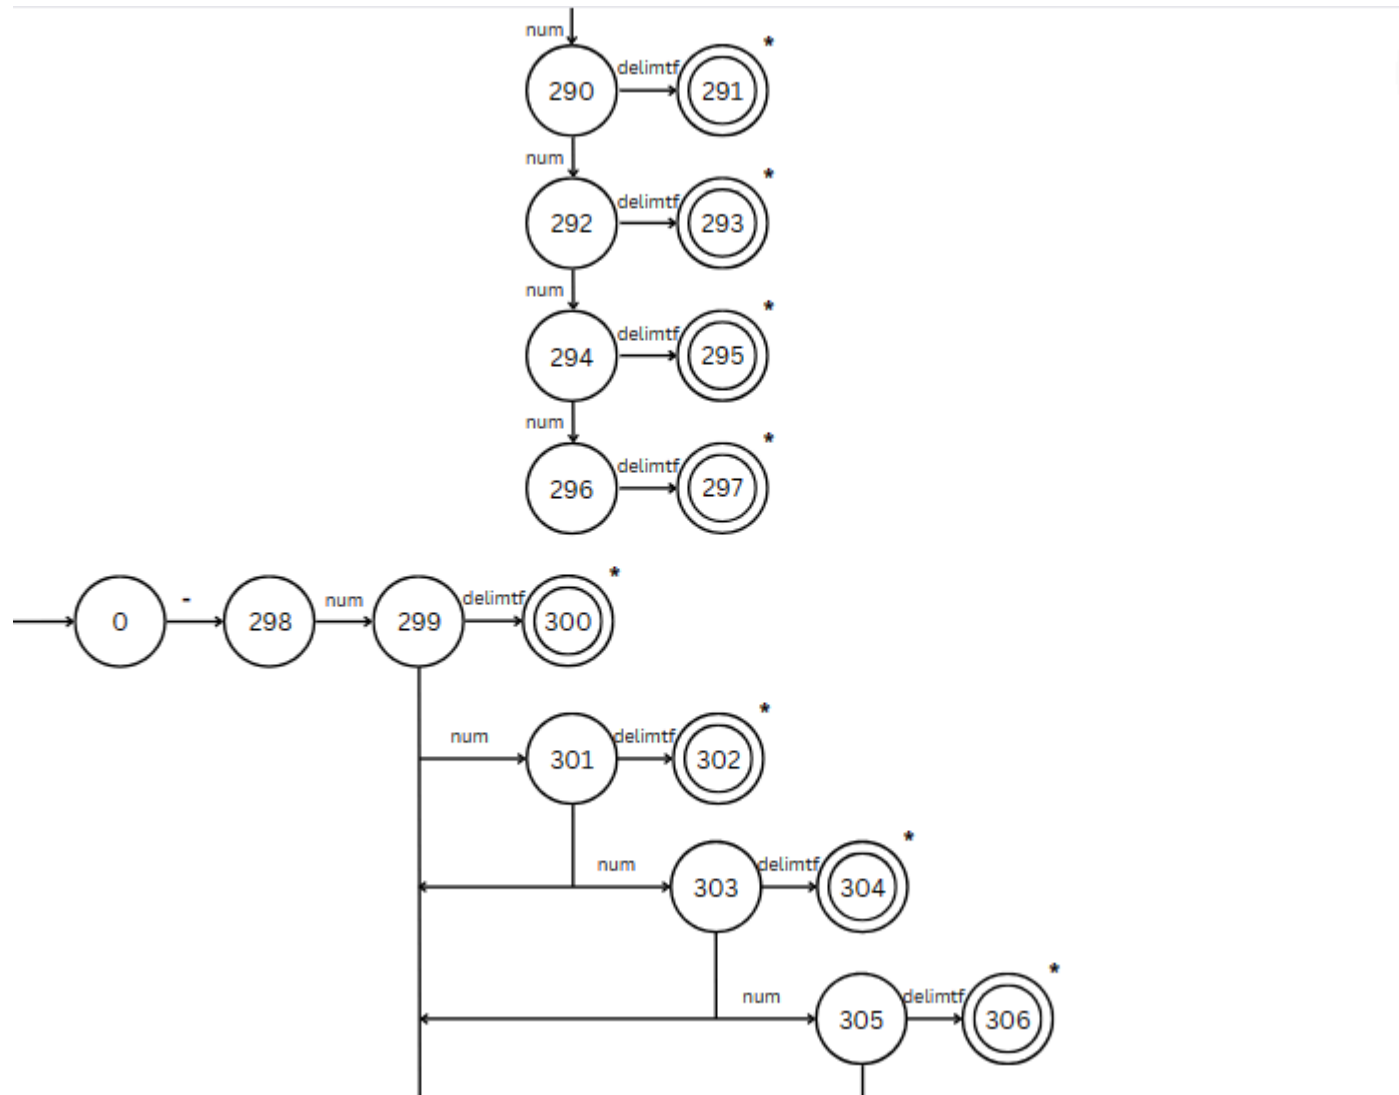 num
delimtf *
290 291
num
delimtf *
292 293
num
delimtf *
294 295
num
delimtf *
296 297
- num delimtf *
0 298 299 300
num delimtf *
301 302
num delimtf *
303 304
num delimtf *
305 306